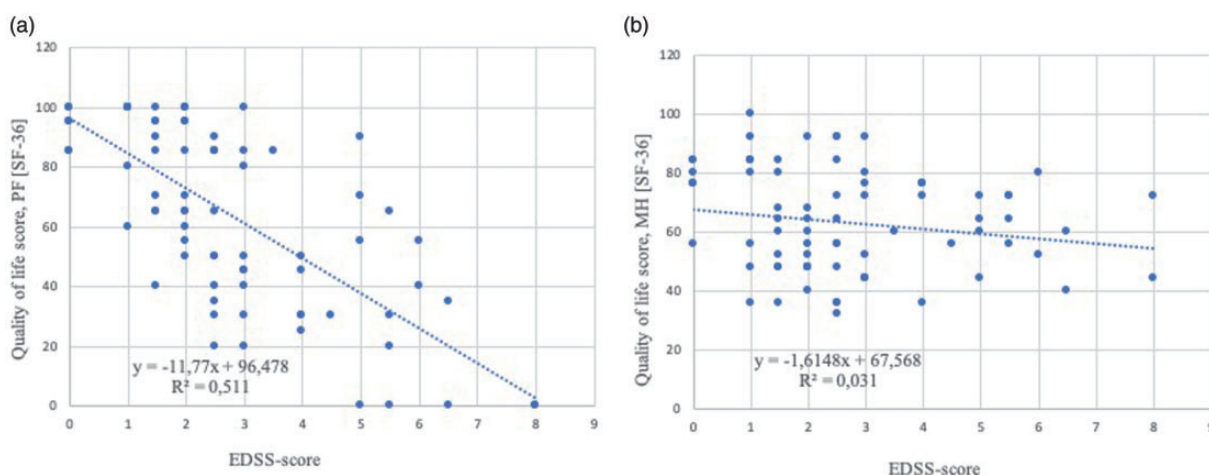 (a)
120
100
80
60
40
20
0
Quality of life score, PF [SF-36]
y = -11,77x + 96,478
R² = 0,511
0 1 2 3 4 5 6 7 8 9
EDSS-score
(b)
120
100
80
60
40
20
0
Quality of life score, MH [SF-36]
y = -1,6148x + 67,568
R² = 0,031
0 1 2 3 4 5 6 7 8 9
EDSS-score